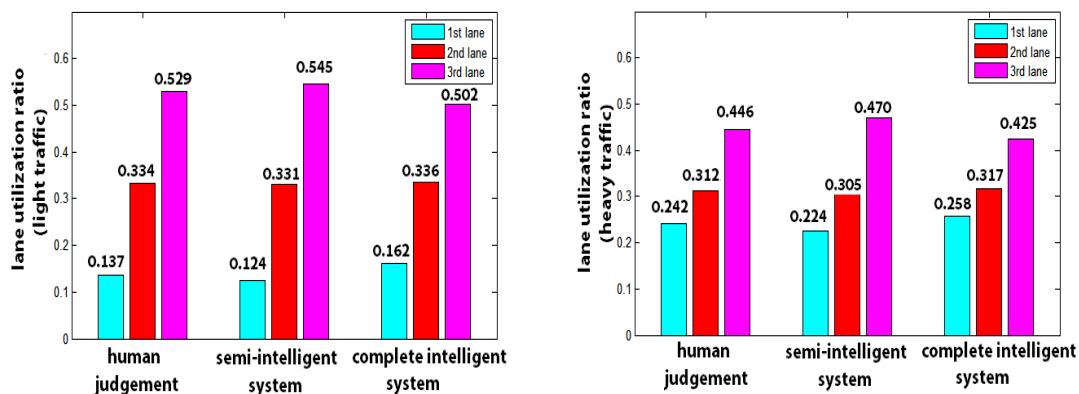 lane utilization ratio
(light traffic)
0.6
0.5
0.4
0.3
0.2
0.1
0
1st lane
2nd lane
3rd lane
0.137
0.334
0.529
0.124
0.331
0.545
0.162
0.336
0.502
human
judgement
semi-intelligent
system
complete intelligent
system
lane utilization ratio
(heavy traffic)
0.6
0.5
0.4
0.3
0.2
0.1
0
1st lane
2nd lane
3rd lane
0.242
0.312
0.446
0.224
0.305
0.470
0.258
0.317
0.425
human
judgement
semi-intelligent
system
complete intelligent
system